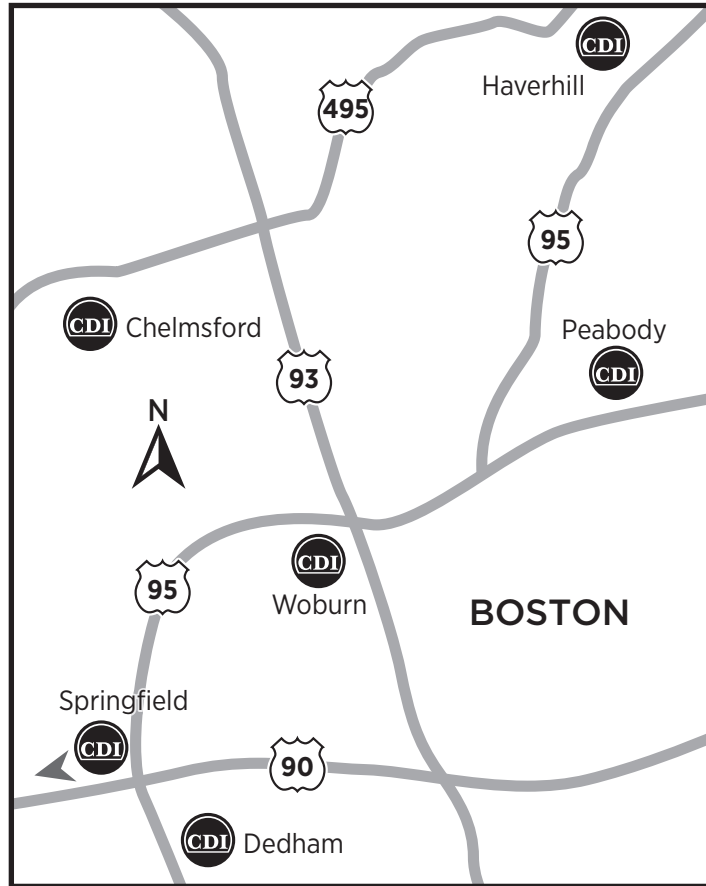 CDI
Haverhill
495
95
CDI
Chelmsford
Peabody
CDI
93
N
CDI
Woburn
95
BOSTON
Springfield
CDI
90
CDI
Dedham